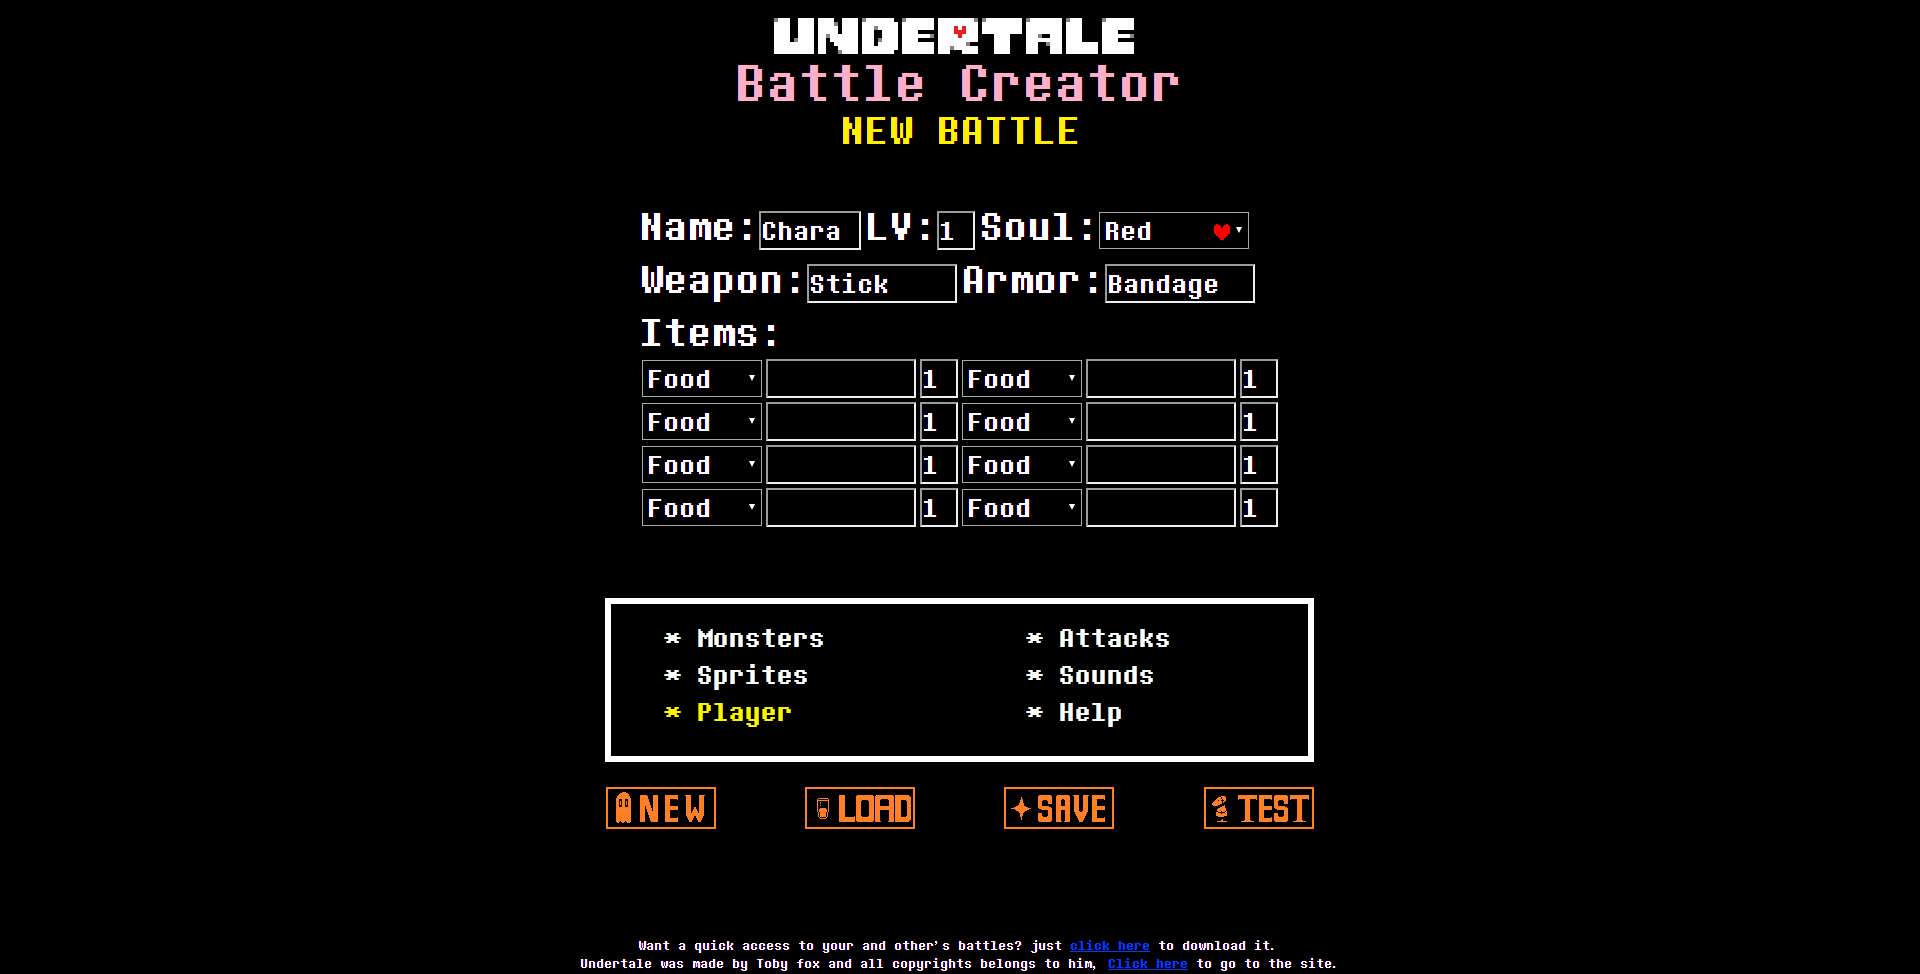 UNDERTALE
Battle Creator
NEW BATTLE
Name: Chara LV: 1 Soul: Red
Weapon: Stick Armor: Bandage
Items:
Food 1 Food 1
Food 1 Food 1
Food 1 Food 1
Food 1 Food 1
* Monsters * Attacks
* Sprites * Sounds
* Player * Help
NEW LOAD SAVE TEST
Want a quick access to your and other's battles? just click here to download it.
Undertale was made by Toby fox and all copyrights belongs to him, Click here to go to the site.